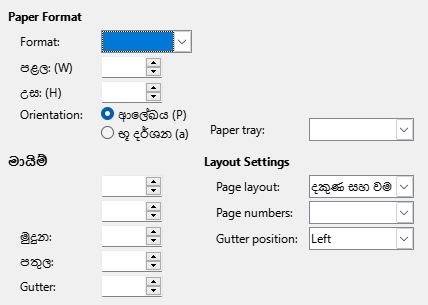 Paper Format
Format:
පළල: (W)
උස: (H)
Orientation:
ආලේඛය (P)
භූ දර්ශන (a)
Paper tray:
මායිම්
Layout Settings
Page layout:
දකුණ සහ වම
Page numbers:
මුදුන:
Gutter position:
Left
පතුල:
Gutter: